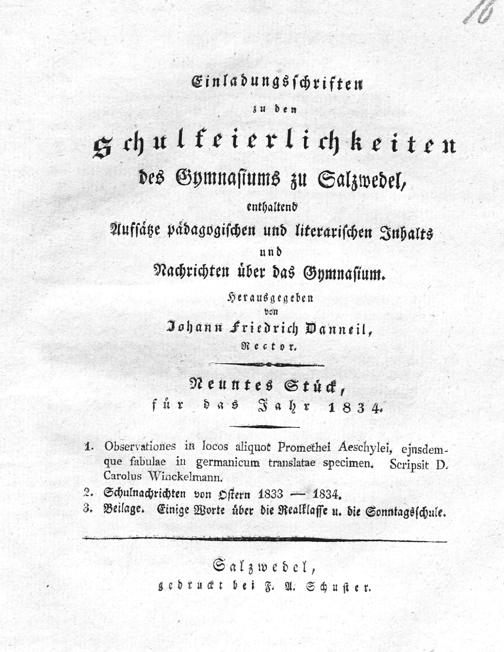 16
Einladungsschriften
zu den
Schulfeierlichkeiten
des Gymnasiums zu Salzwedel,
enthaltend
Aufsätze pädagogischen und literarischen Inhalts
und
Nachrichten über das Gymnasium.
Herausgegeben
von
Johann Friedrich Danneil,
Rector.
Neuntes Stück,
für das Jahr 1834.
1. Observationes in locos aliquot Promethei Aeschylei, ejnsdem-
que fabulae in germanicum translatae specimen. Scripsit D.
Carolus Winckelmann.
2. Schulnachrichten von Ostern 1833 — 1834.
3. Beilage. Einige Worte über die Realklasse u. die Sonntagsschule.
Salzwedel,
gedruckt bei F. A. Schuster.